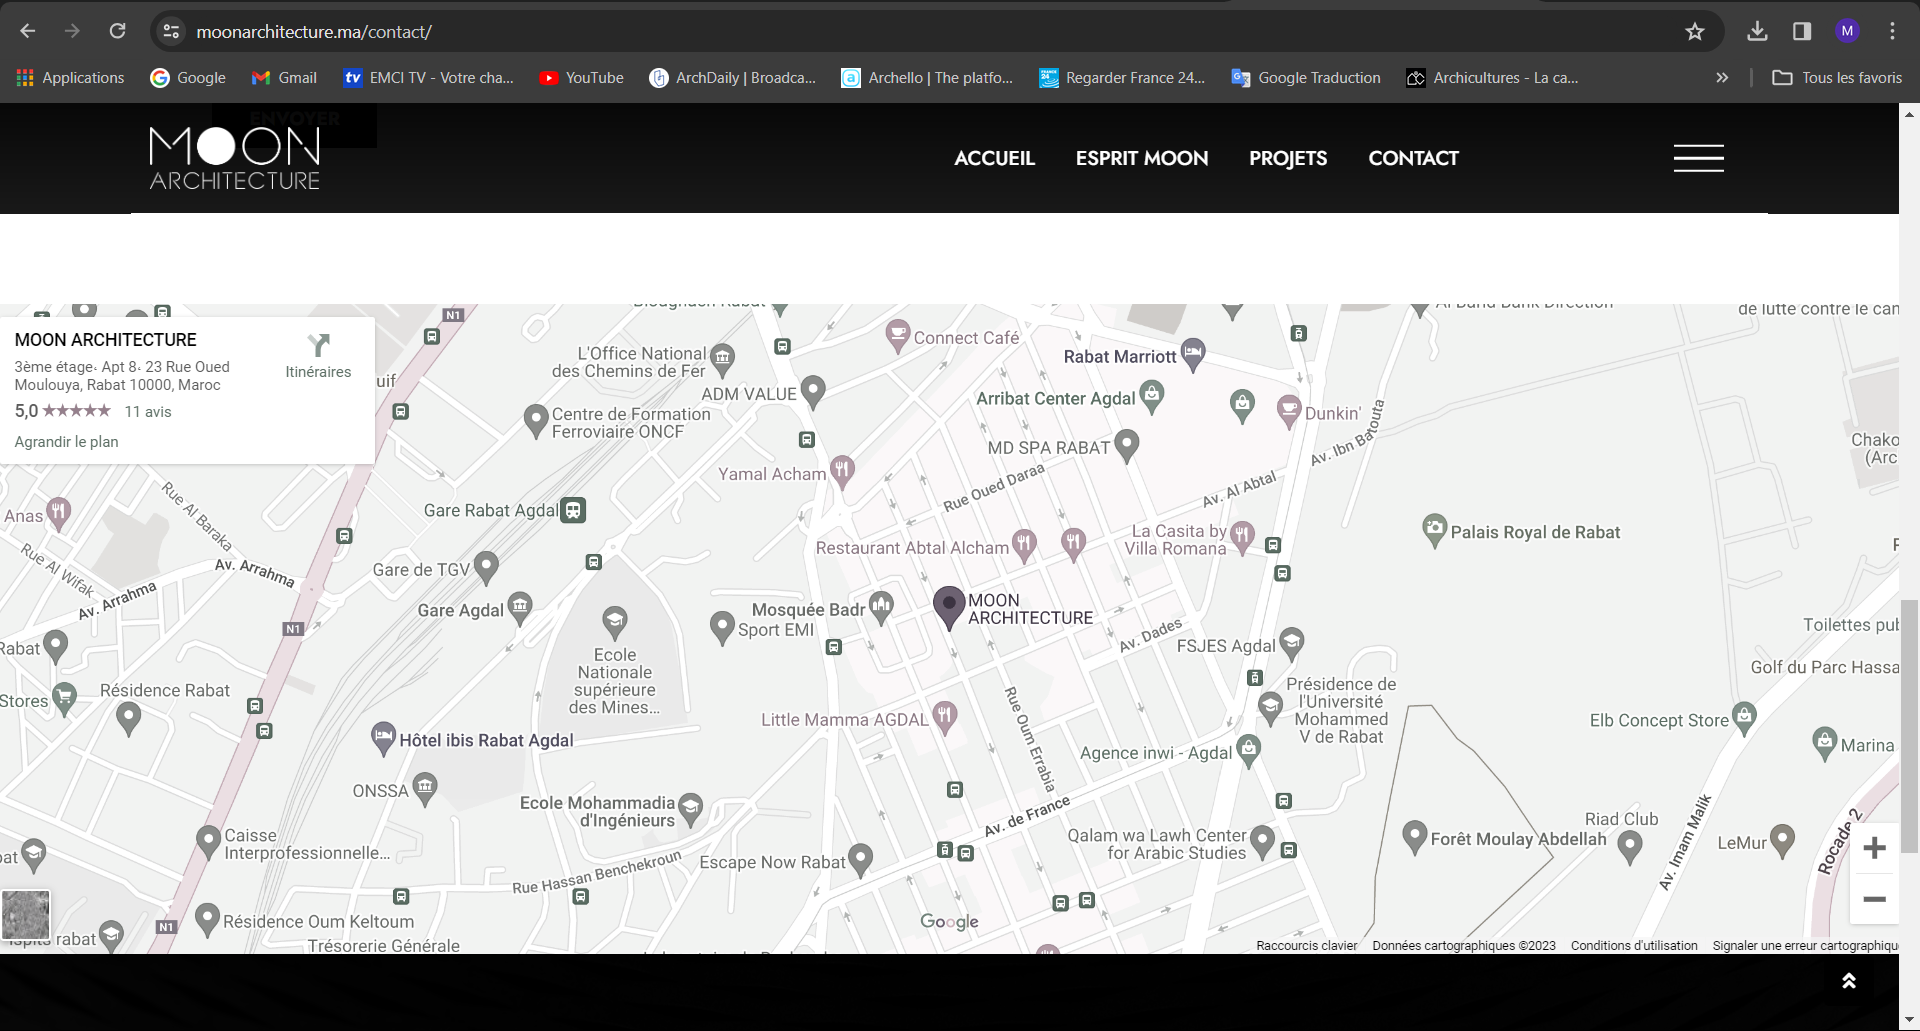 moonarchitecture.ma/contact/
M
Applications
Google
Gmail
tv EMCI TV - Votre cha...
YouTube
ArchDaily | Broadca...
Archello | The platfo...
Regarder France 24...
Google Traduction
Archicultures - La ca...
Tous les favoris
ENVOYER
MOON
ARCHITECTURE
ACCUEIL
ESPRIT MOON
PROJETS
CONTACT
MOON ARCHITECTURE
3ème étage، Apt 8، 23 Rue Oued
Moulouya, Rabat 10000, Maroc
5,0 ★★★★★ 11 avis
Agrandir le plan
Itinéraires
uif
N1
L'Office National
des Chemins de Fer
Connect Café
Rabat Marriott
de lutte contre le can
ADM VALUE
Arribat Center Agdal
Dunkin'
Centre de Formation
Ferroviaire ONCF
MD SPA RABAT
Av. Ibn Batouta
Chako
(Arc
Yamal Acham
Rue Oued Daraa
Av. Al Abtal
Anas
Rue Al Baraka
Gare Rabat Agdal
Palais Royal de Rabat
La Casita by
Villa Romana
Restaurant Abtal Alcham
Rue Al Wifak
Av. Arrahma
Av. Arrahma
Gare de TGV
Gare Agdal
Mosquée Badr
Sport EMI
MOON
ARCHITECTURE
N1
Av. Dades
FSJES Agdal
Toilettes pub
Rabat
Ecole
Nationale
supérieure
des Mines...
Golf du Parc Hassa
Stores
Résidence Rabat
Présidence de
l'Université
Mohammed
V de Rabat
Rue Oum Errabia
Little Mamma AGDAL
Elb Concept Store
Hôtel ibis Rabat Agdal
Agence inwi - Agdal
Marina
ONSSA
Ecole Mohammadia
d'Ingénieurs
Av. de France
Riad Club
Av. Imam Malik
Rocade 2
Caisse
Interprofessionnelle...
Qalam wa Lawh Center
for Arabic Studies
Forêt Moulay Abdellah
LeMur
Escape Now Rabat
Rue Hassan Benchekroun
Résidence Oum Keltoum
N1
Google
rabat
Trésorerie Générale
Raccourcis clavier
Données cartographiques ©2023
Conditions d'utilisation
Signaler une erreur cartographiqu